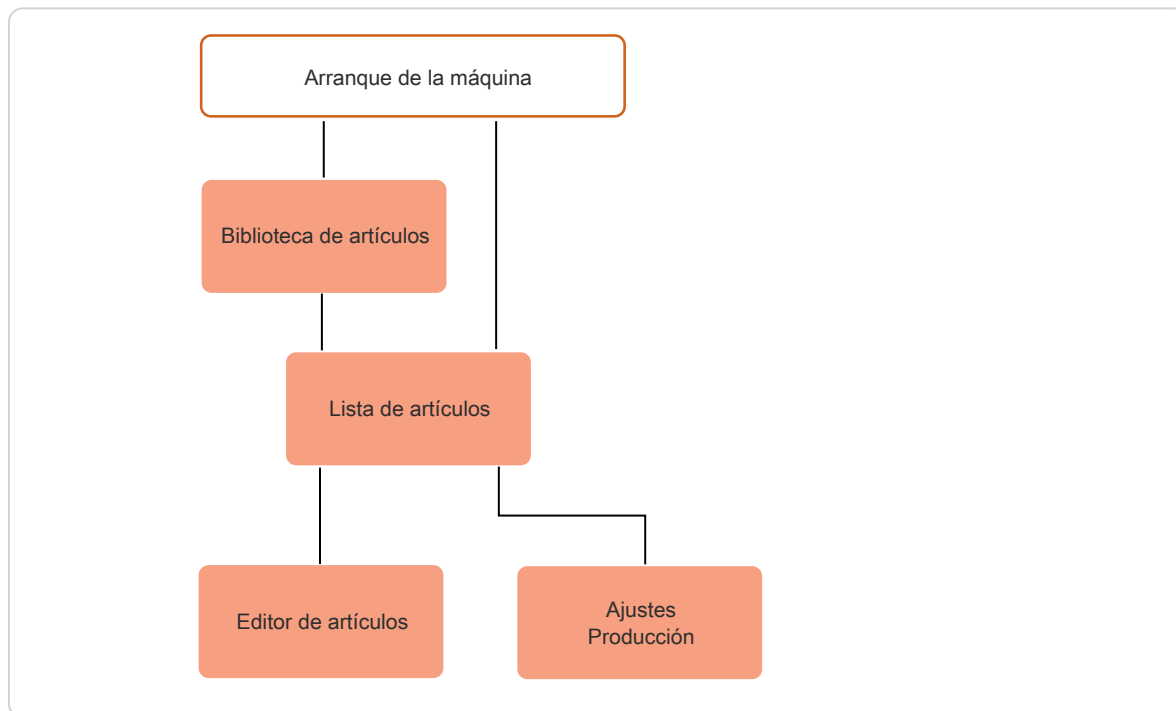 Arranque de la máquina
Biblioteca de artículos
Lista de artículos
Editor de artículos
Ajustes
Producción